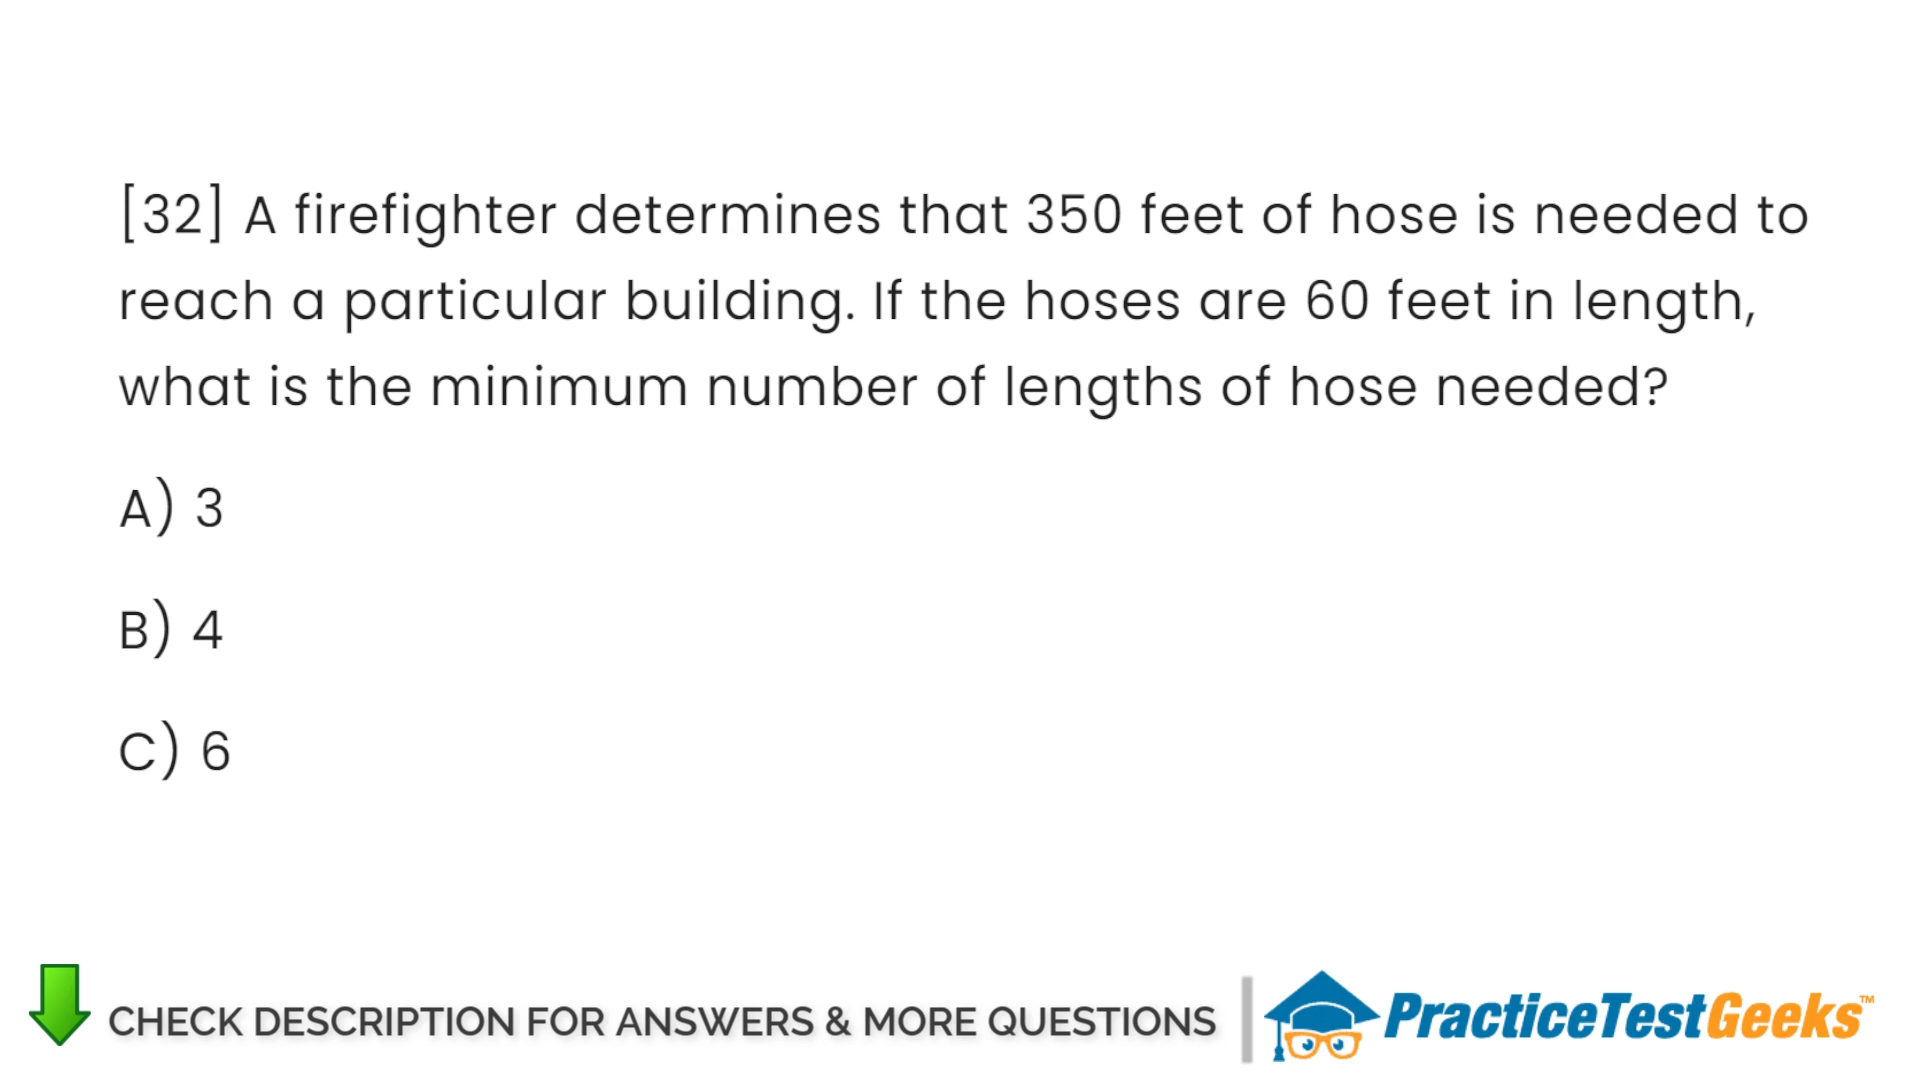 [32] A firefighter determines that 350 feet of hose is needed to
reach a particular building. If the hoses are 60 feet in length,
what is the minimum number of lengths of hose needed?
A) 3
B) 4
C) 6
CHECK DESCRIPTION FOR ANSWERS & MORE QUESTIONS
PracticeTestGeeks™